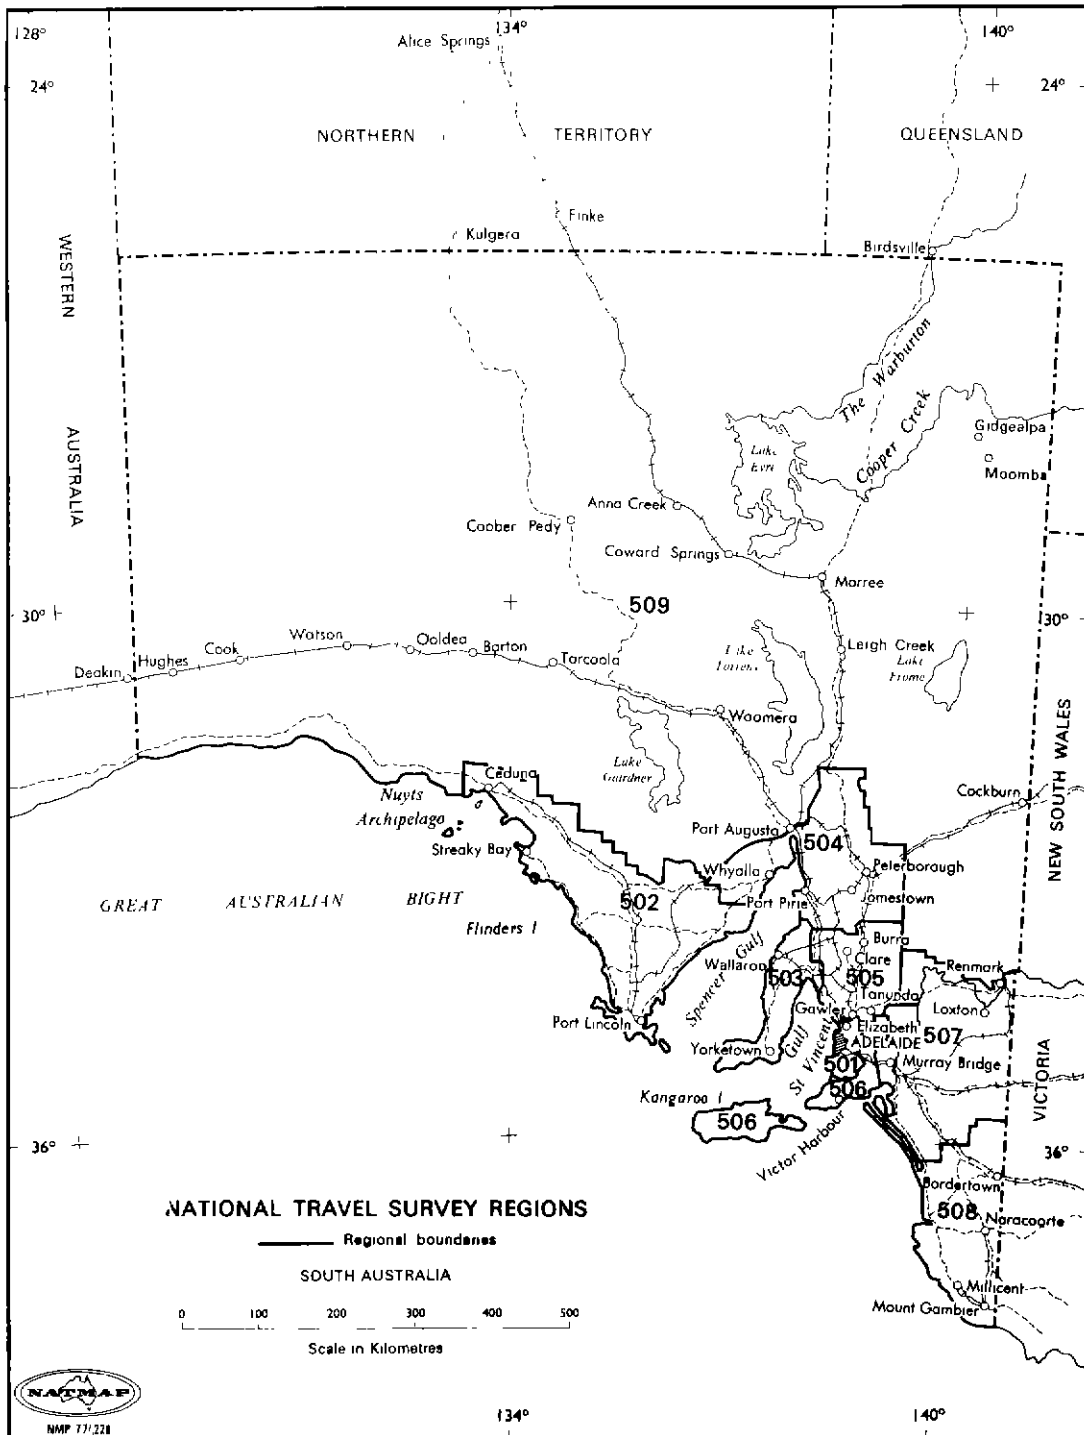 128°
134°
140°
Alice Springs
24°
24°
NORTHERN TERRITORY
QUEENSLAND
Finke
Kulgera
Birdsville
WESTERN AUSTRALIA
The Warburton
Cooper Creek
Gidgealpa
Moomba
Lake Eyre
Anna Creek
Coober Pedy
Coward Springs
Marree
30°
509
30°
Watson
Ooldea
Cook
Barton
Leigh Creek
Hughes
Tarcoola
Lake Torrens
Lake Frome
Deakin
Woomera
NEW SOUTH WALES
Lake Gairdner
Ceduna
Nuyts Archipelago
Cockburn
Port Augusta
504
Streaky Bay
Whyalla
Peterborough
GREAT AUSTRALIAN BIGHT
502
Port Pirie
Jamestown
Flinders I
Burra
Spencer Gulf
Wallaroo
Clare
Renmark
503
505
Tanunda
Port Lincoln
Gawler
Loxton
Elizabeth
507
ADELAIDE
Gulf St Vincent
Yorketown
501
Murray Bridge
VICTORIA
Kangaroo I
506
506
Victor Harbour
36°
36°
Bordertown
508
Naracoorte
Millicent
Mount Gambier
NATIONAL TRAVEL SURVEY REGIONS
Regional boundaries
SOUTH AUSTRALIA
0 100 200 300 400 500
Scale in Kilometres
NATMAP
NMP 77/228
134°
140°